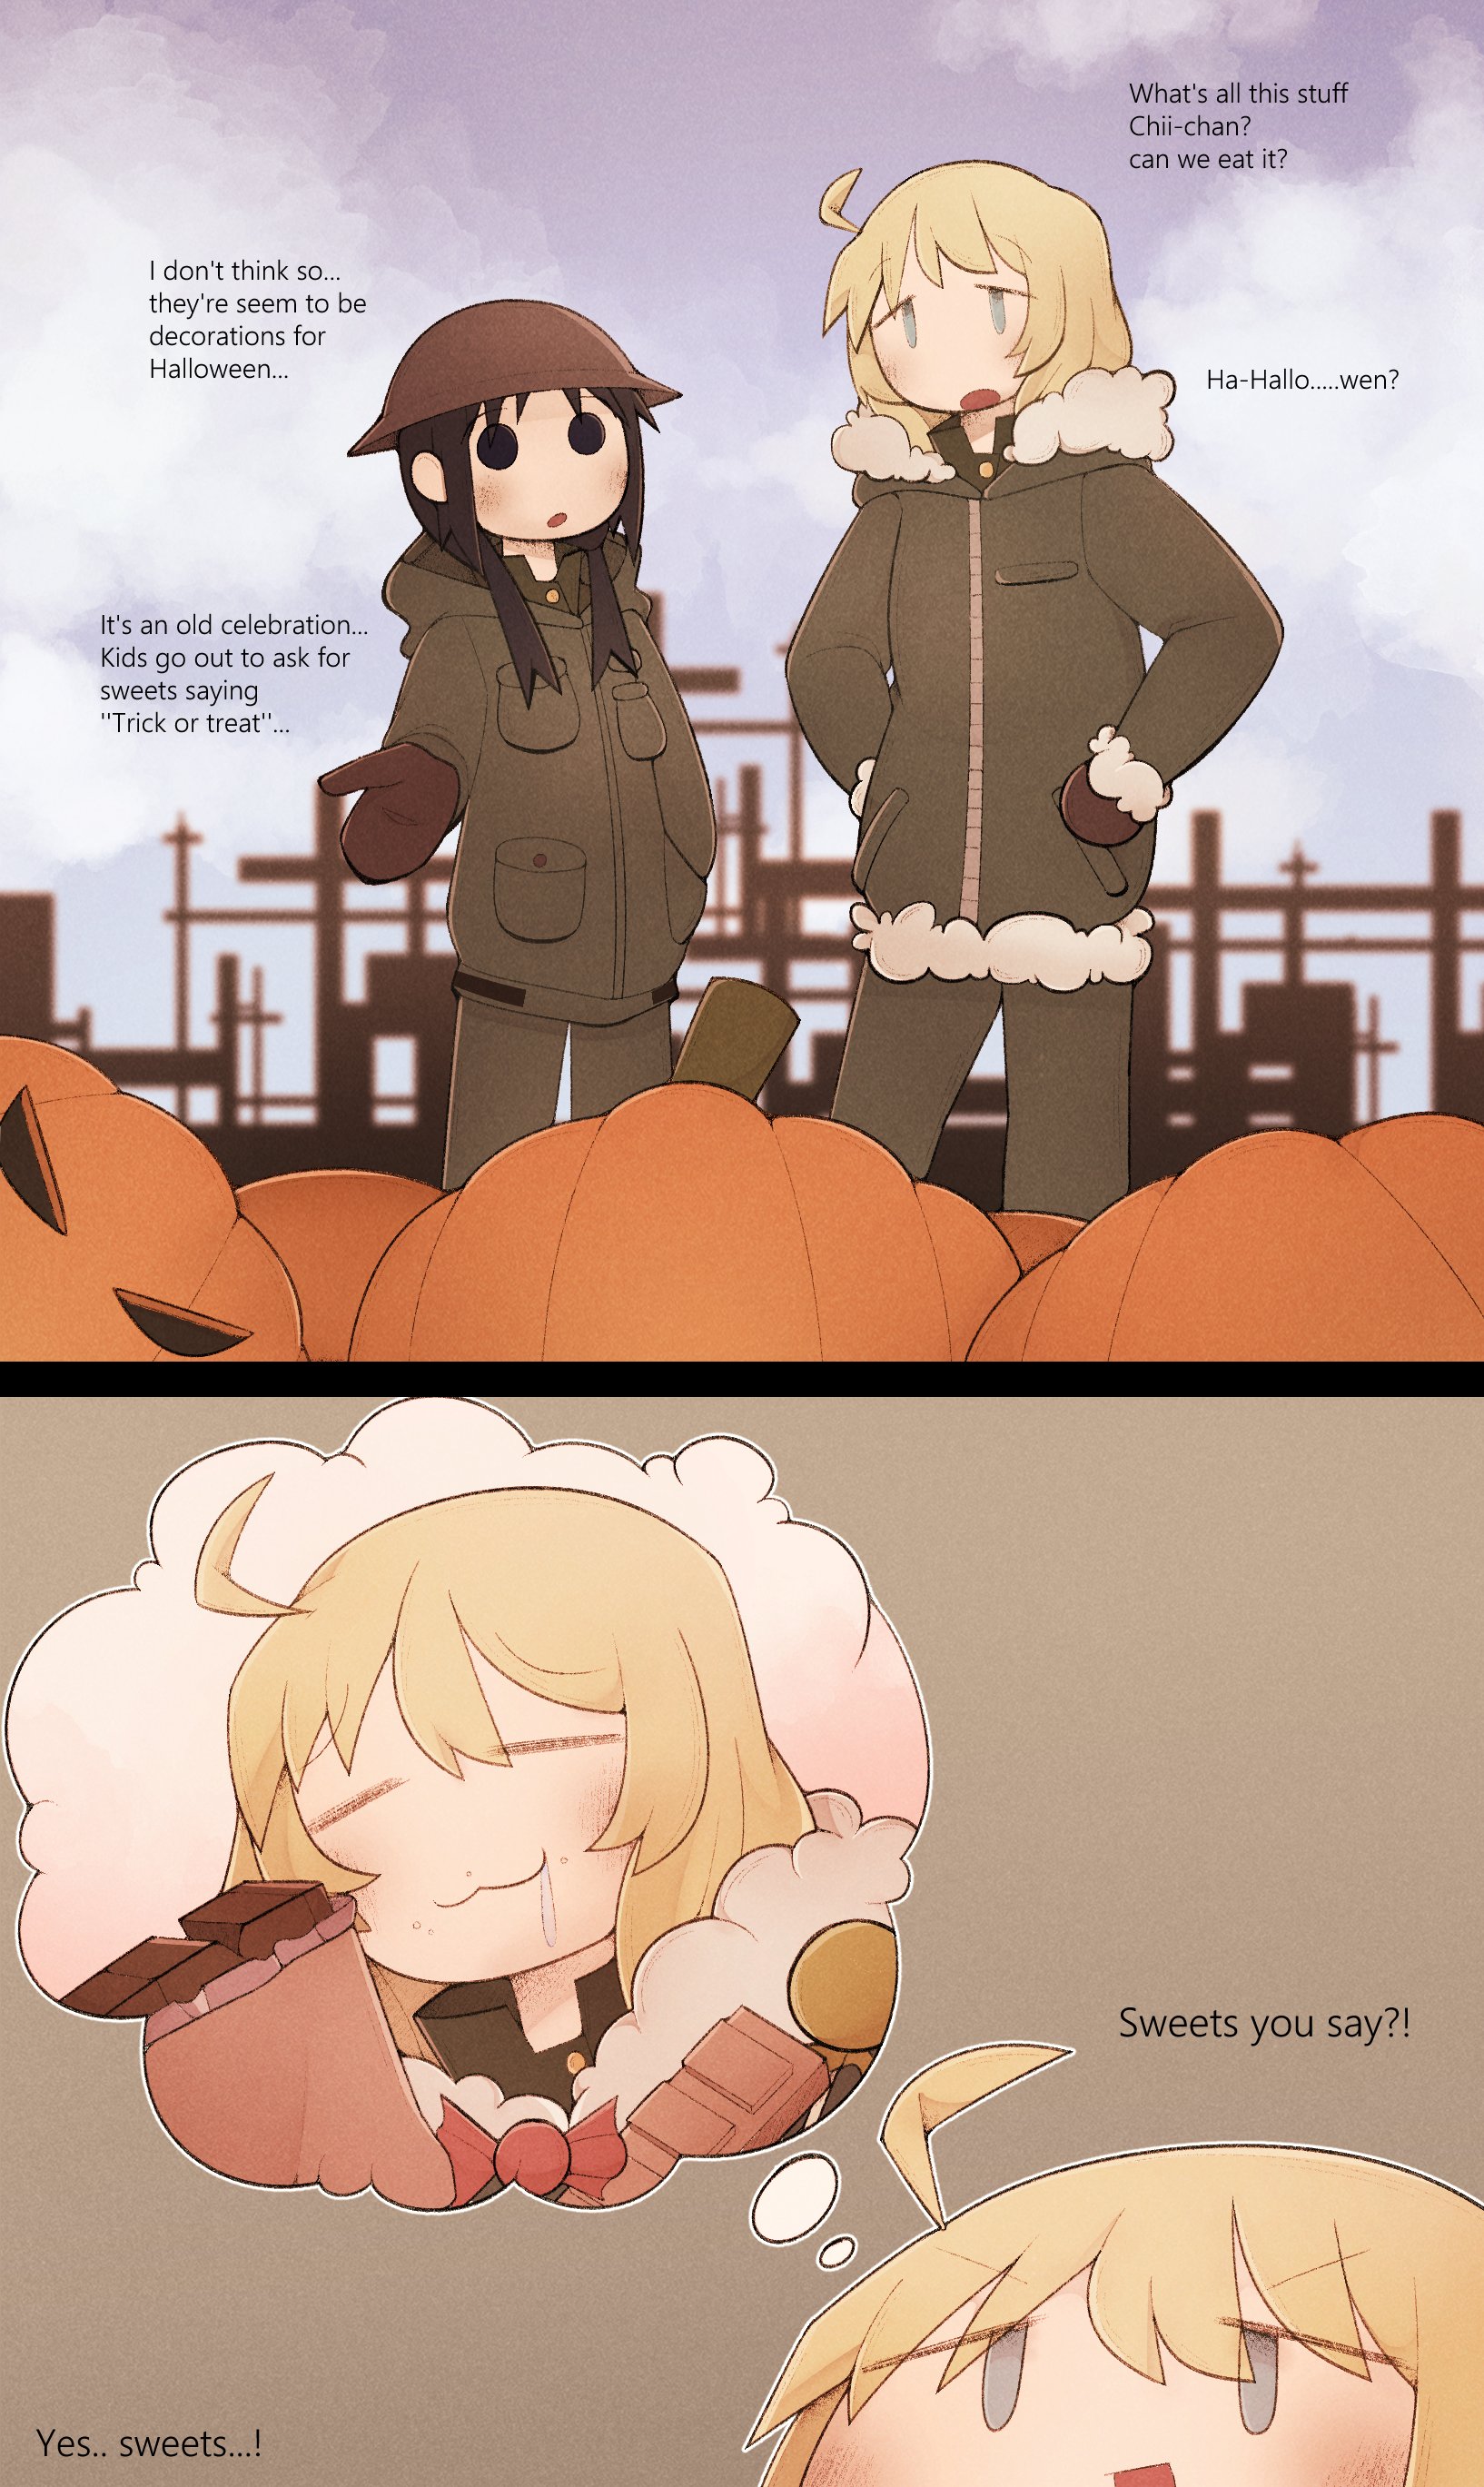 What's all this stuff
Chii-chan?
can we eat it?
I don't think so...
they're seem to be
decorations for
Halloween...
Ha-Hallo.....wen?
It's an old celebration...
Kids go out to ask for
sweets saying
''Trick or treat''...
Sweets you say?!
Yes.. sweets...!